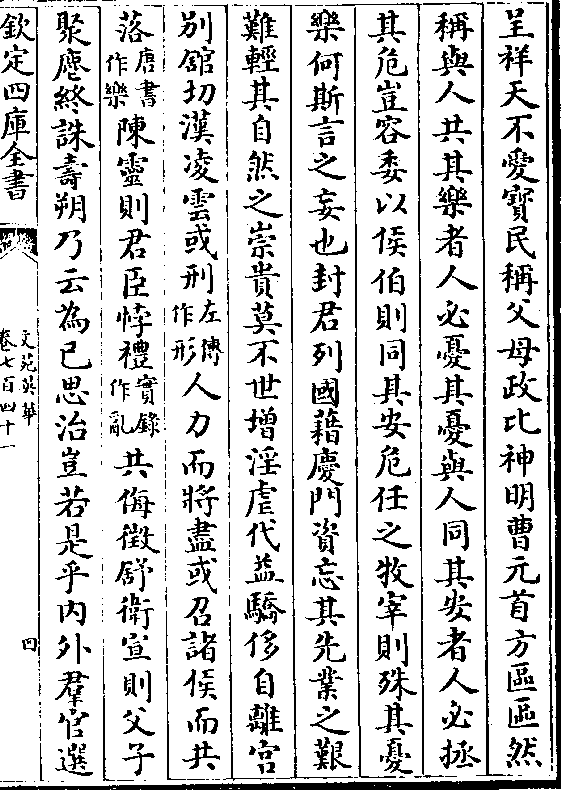 呈祥天不愛寳民稱父母政比神明曹元首方區區然
稱與人共其樂者人必憂其憂與人同其安者人必拯
其危豈容委以侯伯則同其安危任之牧宰則殊其憂
樂何斯言之妄也封君列國藉慶門資忘其先業之艱
難輕其自然之崇貴莫不世增淫虐代益驕侈自離宫
别舘切漢凌雲或刑左傳作形人力而將盡或召諸侯而共
落唐書作樂陳靈則君臣悖禮實錄作亂共侮徵舒衛宣則父子
聚麀終誅壽朔乃云為己思治豈若是乎内外羣官選
欽定四庫全書
文苑英華
卷七百四十一
四